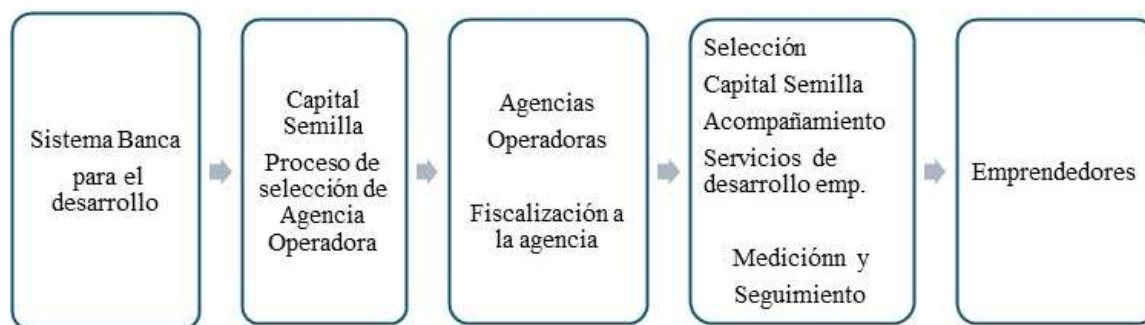 Sistema Banca
para el
desarrollo
Capital
Semilla
Proceso de
selección de
Agencia
Operadora
Agencias
Operadoras
Fiscalización a
la agencia
Selección
Capital Semilla
Acompañamiento
Servicios de
desarrollo emp.
Mediciónn y
Seguimiento
Emprendedores